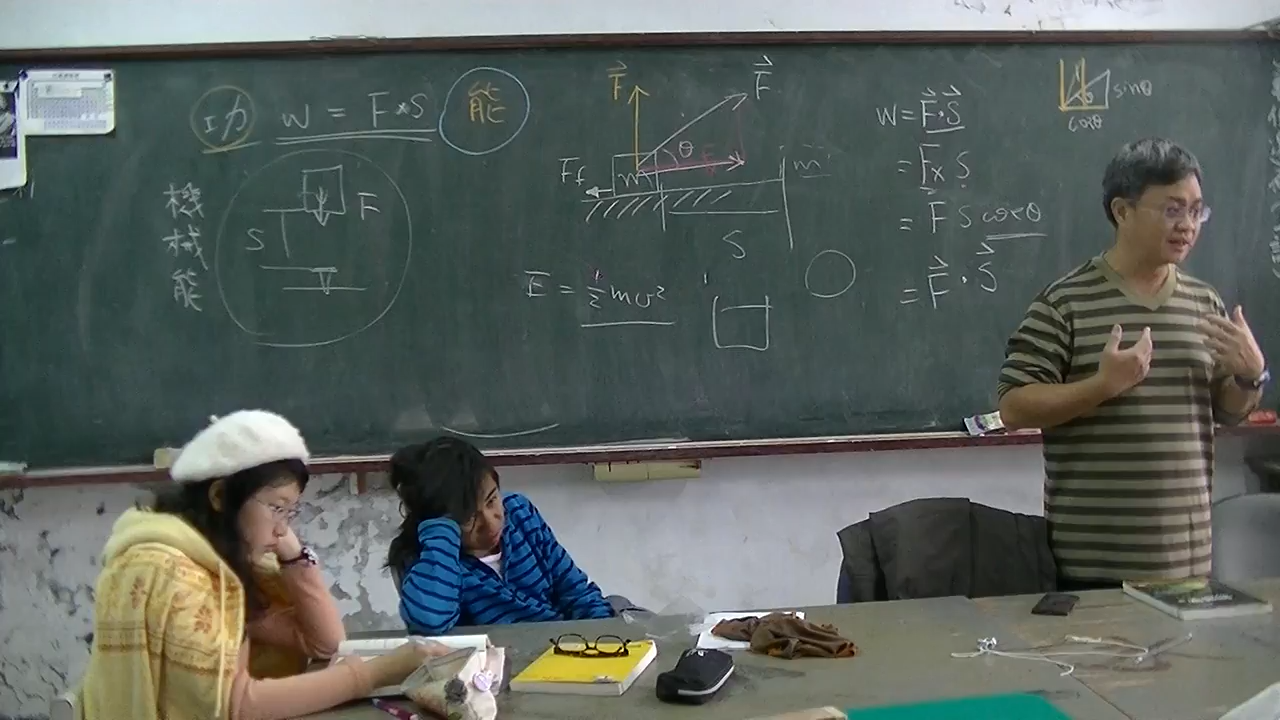 功 W = F*S 能
機
械
能
S F
F⃗ F⃗
θ
Ff m
S
E = ½mv²
W = F⃗·S⃗
= Fx S
= F S cosθ
= F⃗ · S⃗
sinθ
cosθ